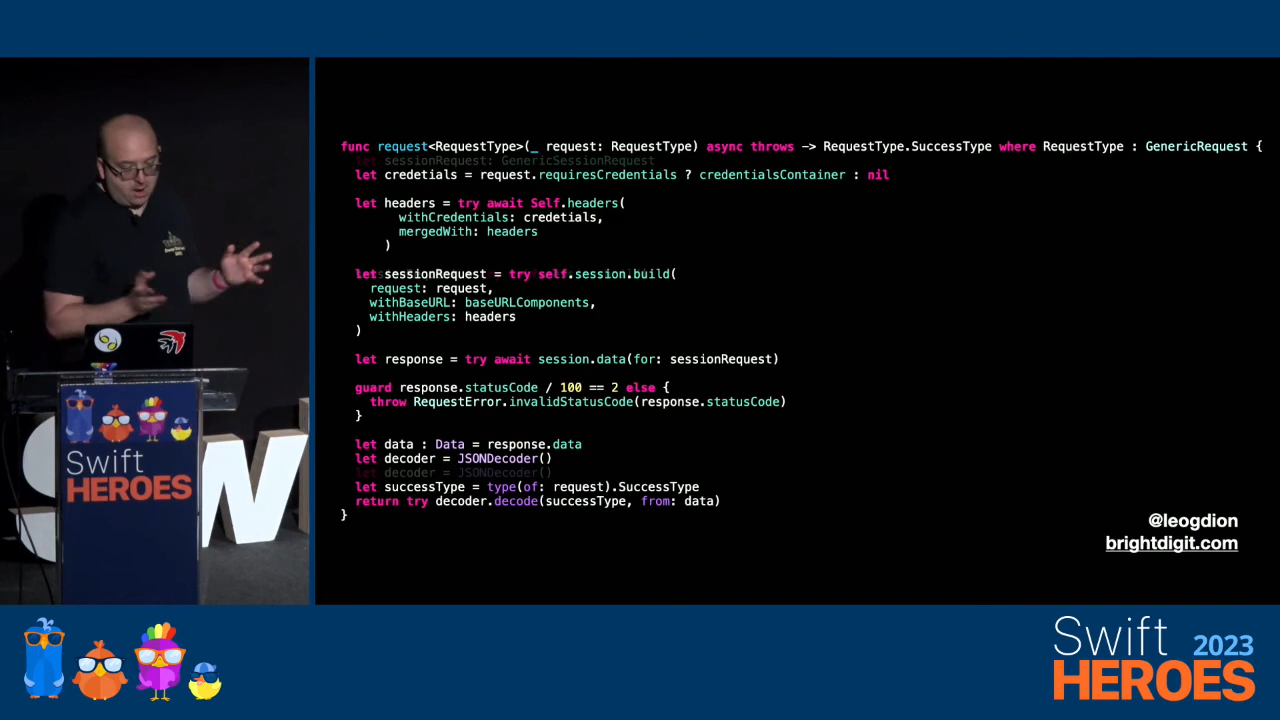 func request<RequestType>(_ request: RequestType) async throws -> RequestType.SuccessType where RequestType : GenericRequest {
let sessionRequest: GenericSessionRequest
let credetials = request.requiresCredentials ? credentialsContainer : nil
let headers = try await Self.headers(
withCredentials: credetials,
mergedWith: headers
)
let sessionRequest = try self.session.build(
request: request,
withBaseURL: baseURLComponents,
withHeaders: headers
)
let response = try await session.data(for: sessionRequest)
guard response.statusCode / 100 == 2 else {
throw RequestError.invalidStatusCode(response.statusCode)
}
let data : Data = response.data
let decoder = JSONDecoder()
let decoder = JSONDecoder()
let successType = type(of: request).SuccessType
return try decoder.decode(successType, from: data)
}
@leogdion
brightdigit.com
Swift
HEROES
Sw
Swift 2023
HEROES